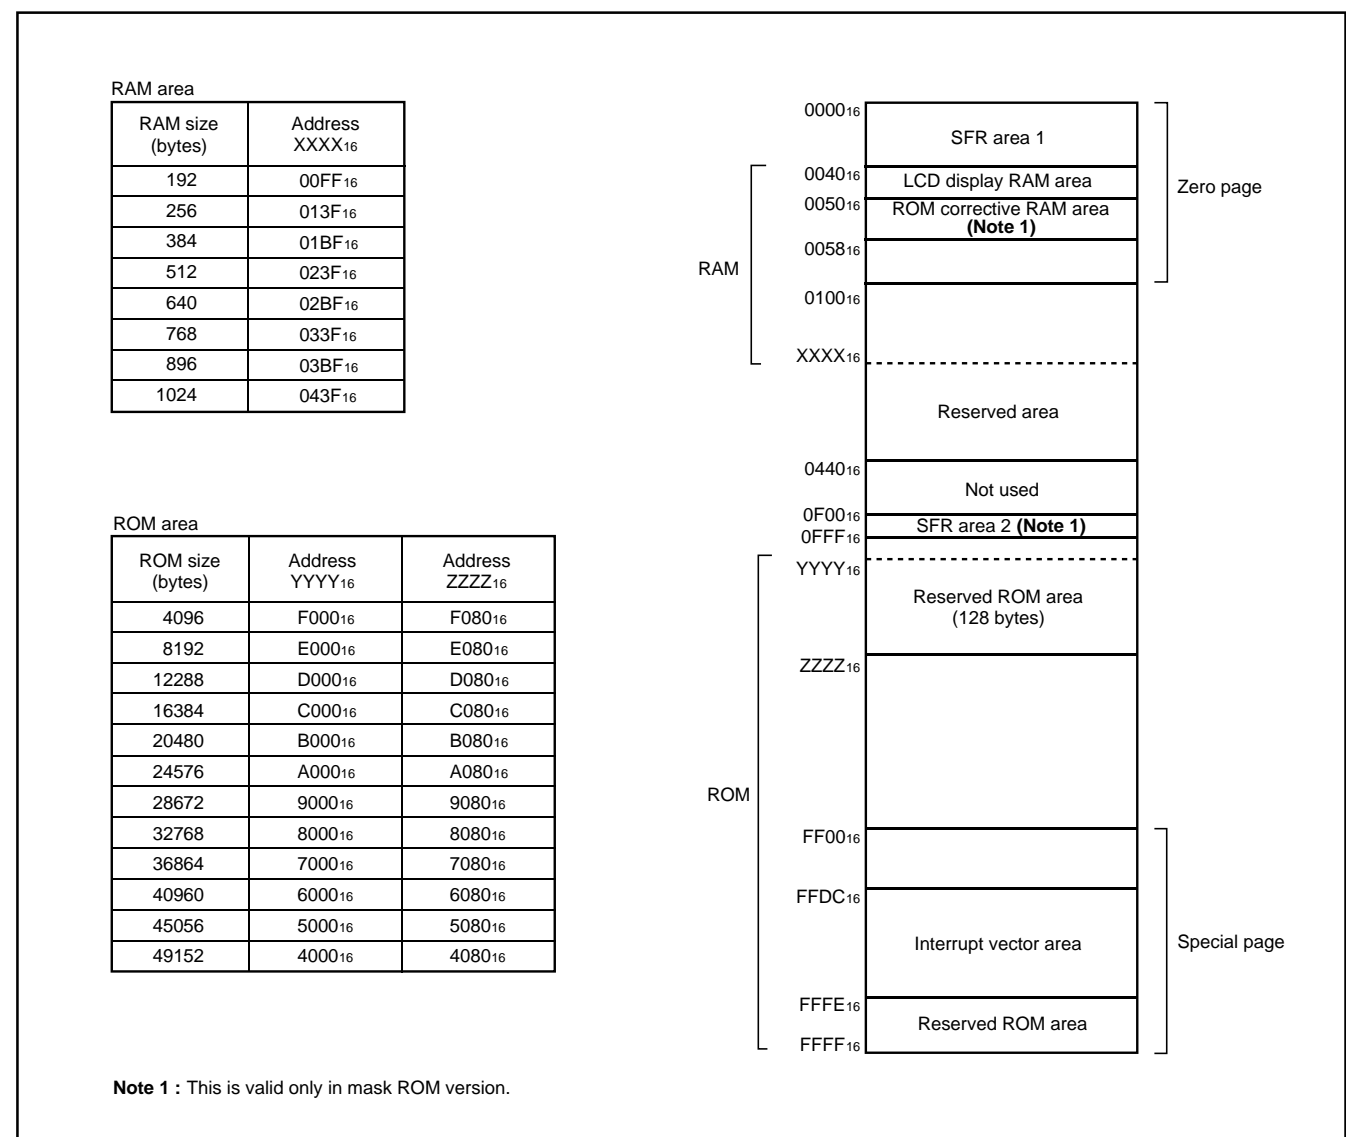 RAM area
RAM size (bytes) Address XXXX16
192 00FF16
256 013F16
384 01BF16
512 023F16
640 02BF16
768 033F16
896 03BF16
1024 043F16
ROM area
ROM size (bytes) Address YYYY16 Address ZZZZ16
4096 F00016 F08016
8192 E00016 E08016
12288 D00016 D08016
16384 C00016 C08016
20480 B00016 B08016
24576 A00016 A08016
28672 900016 908016
32768 800016 808016
36864 700016 708016
40960 600016 608016
45056 500016 508016
49152 400016 408016
000016
SFR area 1
004016
LCD display RAM area
Zero page
005016
ROM corrective RAM area
(Note 1)
005816
RAM
010016
XXXX16
Reserved area
044016
Not used
0F0016
SFR area 2 (Note 1)
0FFF16
YYYY16
Reserved ROM area
(128 bytes)
ZZZZ16
ROM
FF0016
FFDC16
Interrupt vector area
Special page
FFFE16
Reserved ROM area
FFFF16
Note 1 : This is valid only in mask ROM version.